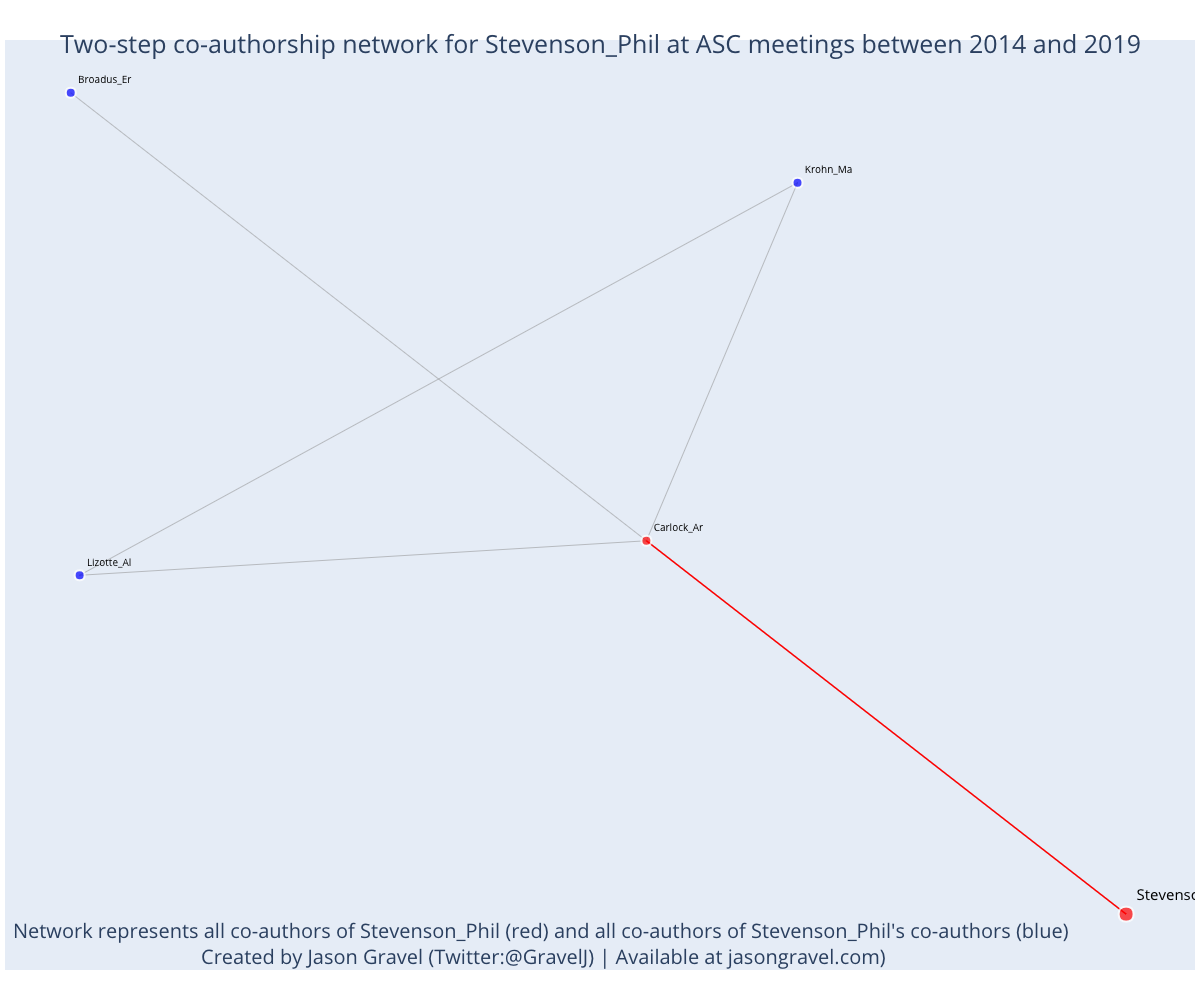 Two-step co-authorship network for Stevenson_Phil at ASC meetings between 2014 and 2019
Broadus_Er
Krohn_Ma
Carlock_Ar
Lizotte_Al
Stevens
Network represents all co-authors of Stevenson_Phil (red) and all co-authors of Stevenson_Phil's co-authors (blue)
Created by Jason Gravel (Twitter:@GravelJ) | Available at jasongravel.com)